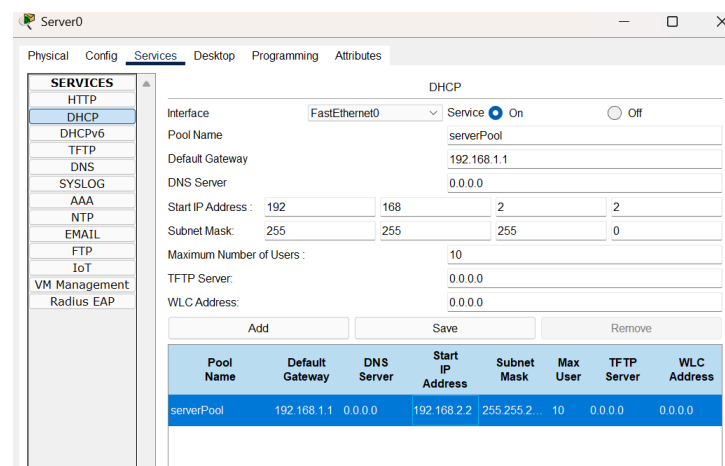 Server0
Physical Config Services Desktop Programming Attributes
SERVICES
HTTP
DHCP
DHCPv6
TFTP
DNS
SYSLOG
AAA
NTP
EMAIL
FTP
IoT
VM Management
Radius EAP
DHCP
Interface FastEthernet0 Service On Off
Pool Name serverPool
Default Gateway 192.168.1.1
DNS Server 0.0.0.0
Start IP Address : 192 168 2 2
Subnet Mask: 255 255 255 0
Maximum Number of Users : 10
TFTP Server: 0.0.0.0
WLC Address: 0.0.0.0
Add Save Remove
Pool Name Default Gateway DNS Server Start IP Address Subnet Mask Max User TFTP Server WLC Address
serverPool 192.168.1.1 0.0.0.0 192.168.2.2 255.255.2... 10 0.0.0.0 0.0.0.0